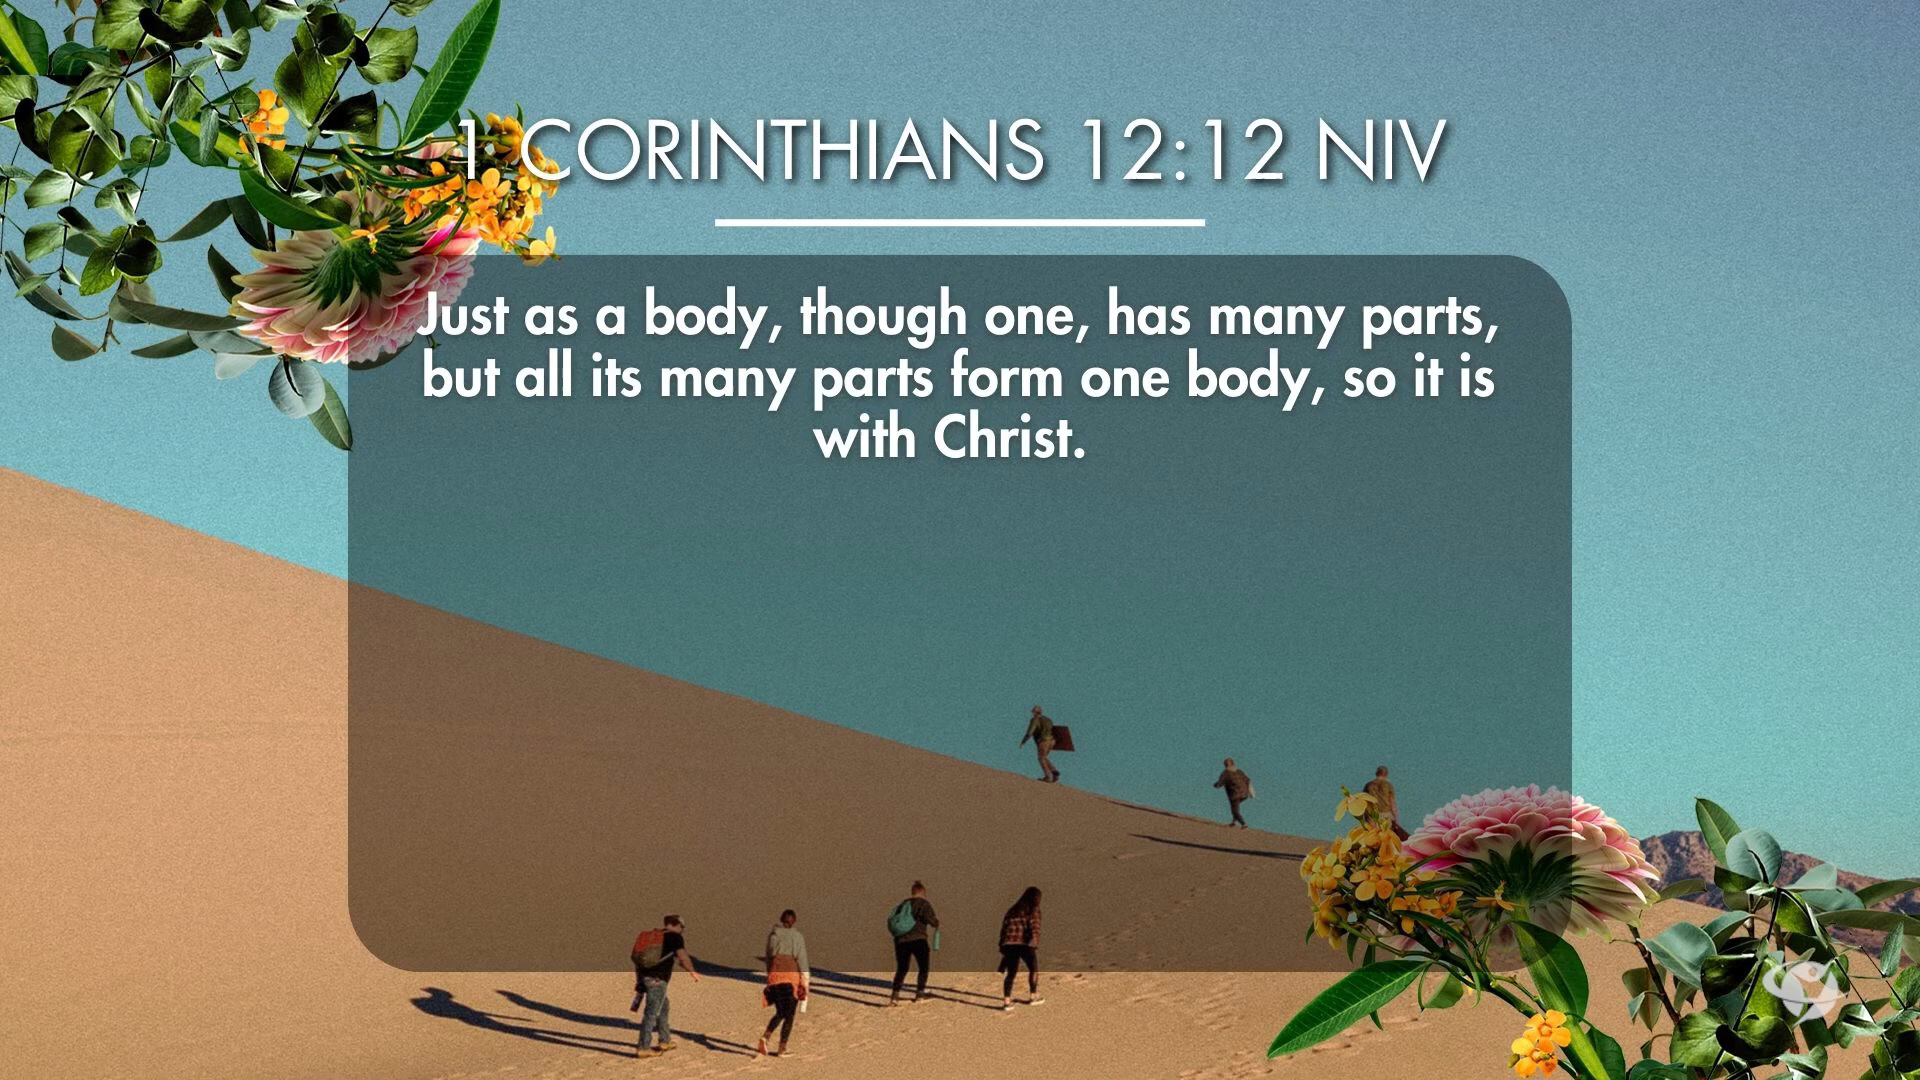 1 CORINTHIANS 12:12 NIV
Just as a body, though one, has many parts,
but all its many parts form one body, so it is
with Christ.